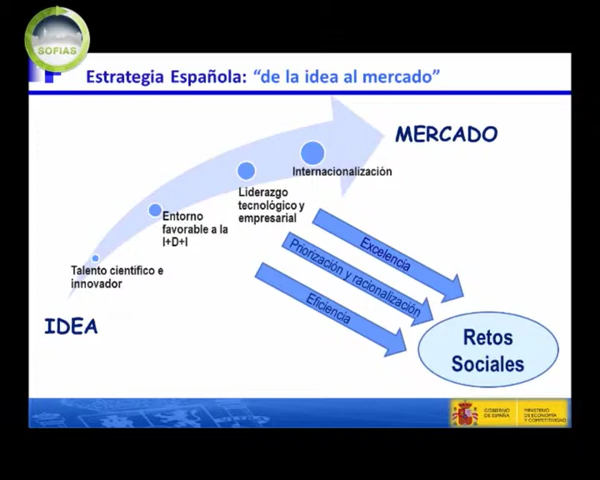 SOFIAS
Estrategia Española: “de la idea al mercado”
MERCADO
Internacionalización
Liderazgo
tecnológico y
empresarial
Entorno
favorable a la
I+D+I
Talento científico e
innovador
IDEA
Excelencia
Priorización y racionalización
Eficiencia
Retos
Sociales
GOBIERNO
DE ESPAÑA
MINISTERIO
DE ECONOMÍA
Y COMPETITIVIDAD